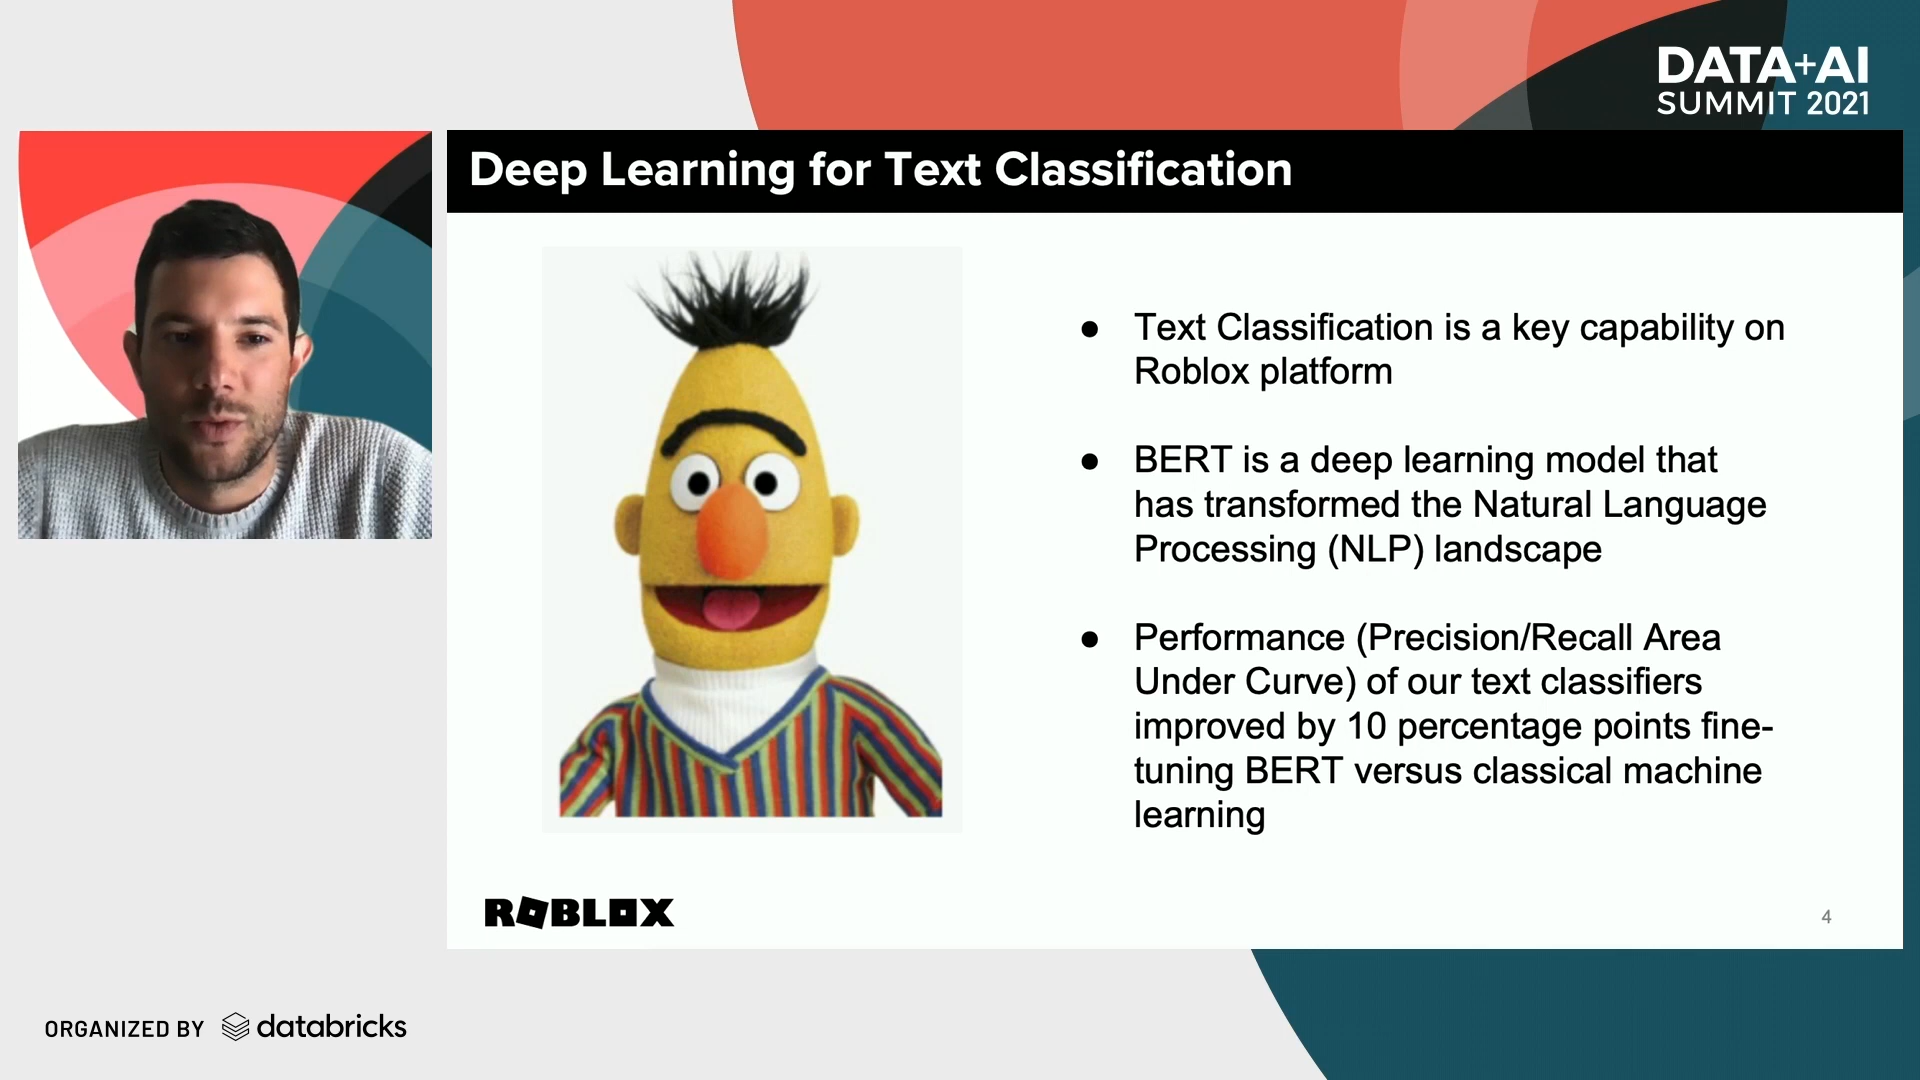 DATA+AI
SUMMIT 2021
Deep Learning for Text Classification
● Text Classification is a key capability on
Roblox platform
● BERT is a deep learning model that
has transformed the Natural Language
Processing (NLP) landscape
● Performance (Precision/Recall Area
Under Curve) of our text classifiers
improved by 10 percentage points fine-
tuning BERT versus classical machine
learning
ROBLOX
4
ORGANIZED BY databricks